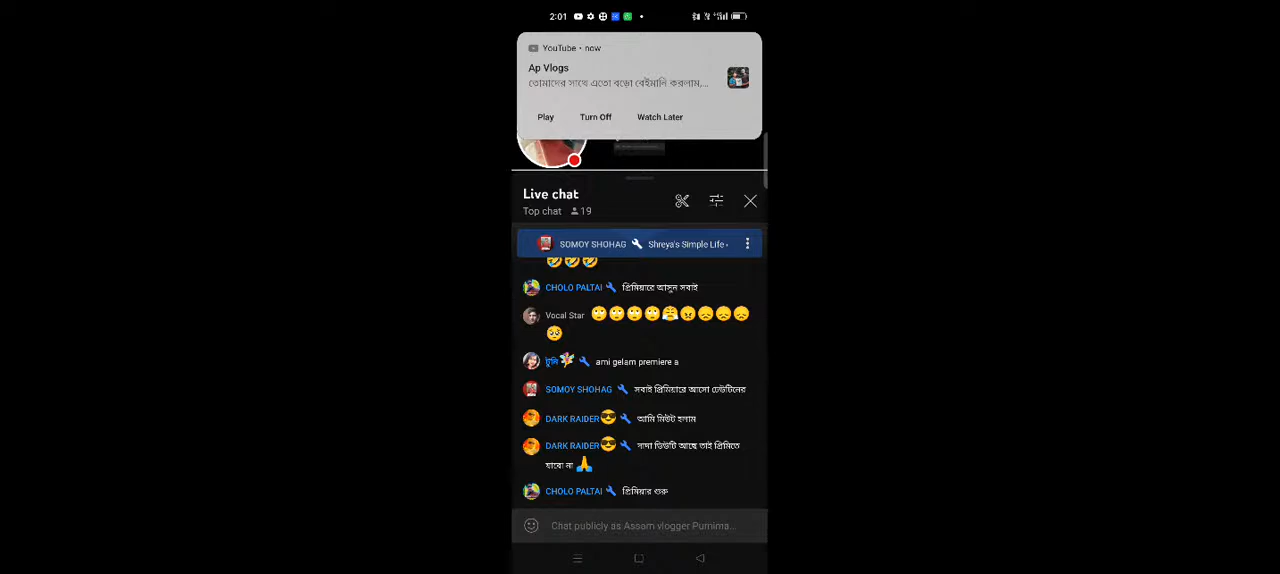 2:01
YouTube • now
Ap Vlogs
তোমাদের সাথে এতো বড়ো বেইমানি করলাম,...
Play Turn Off Watch Later
Live chat
Top chat 19
SOMOY SHOHAG Shreya's Simple Life
🤣🤣🤣
CHOLO PALTAI প্রিমিয়ারে আসুন সবাই
Vocal Star 🙄🙄🙄🙄😤😠😞😞😞
🥺
টুম্পি🧚 ami gelam premiere a
SOMOY SHOHAG সবাই প্রিমিয়ারে আসো
DARK RAIDER😎 আমি মিউট হলাম
DARK RAIDER😎 দাদা ডিউটি আছে তাই প্রিমিতে
যাবো না 🙏
CHOLO PALTAI প্রিমিয়ার শুরু
Chat publicly as Assam vlogger Purnima...